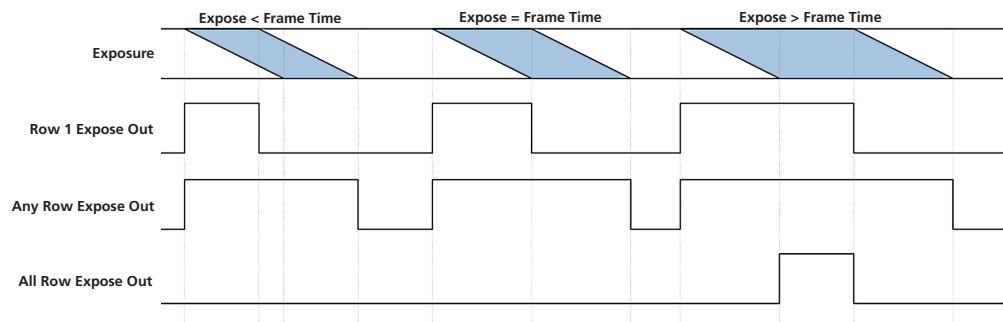 Expose < Frame Time
Expose = Frame Time
Expose > Frame Time
Exposure
Row 1 Expose Out
Any Row Expose Out
All Row Expose Out